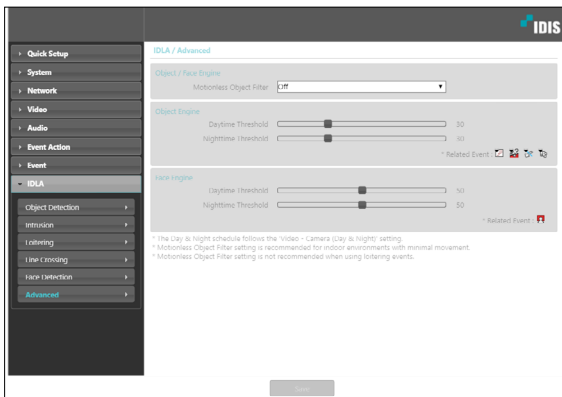 IDIS
Quick Setup
System
Network
Video
Audio
Event Action
Event
IDLA
Object Detection
Intrusion
Loitering
Line Crossing
Face Detection
Advanced
IDLA / Advanced
Object / Face Engine
Motionless Object Filter Off
Object Engine
Daytime Threshold 30
Nighttime Threshold 30
* Related Event :
Face Engine
Daytime Threshold 50
Nighttime Threshold 50
* Related Event :
* The Day & Night schedule follows the 'Video - Camera (Day & Night)' setting.
* Motionless Object Filter setting is recommended for indoor environments with minimal movement.
* Motionless Object Filter setting is not recommended when using loitering events.
Save